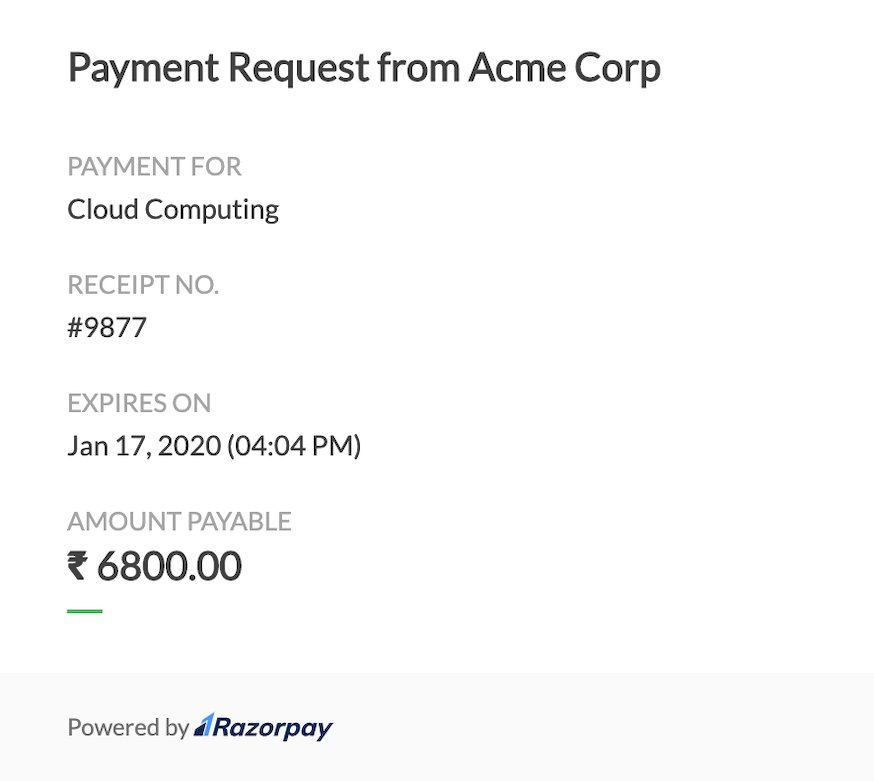 Payment Request from Acme Corp
PAYMENT FOR
Cloud Computing
RECEIPT NO.
#9877
EXPIRES ON
Jan 17, 2020 (04:04 PM)
AMOUNT PAYABLE
₹ 6800.00
Powered by Razorpay